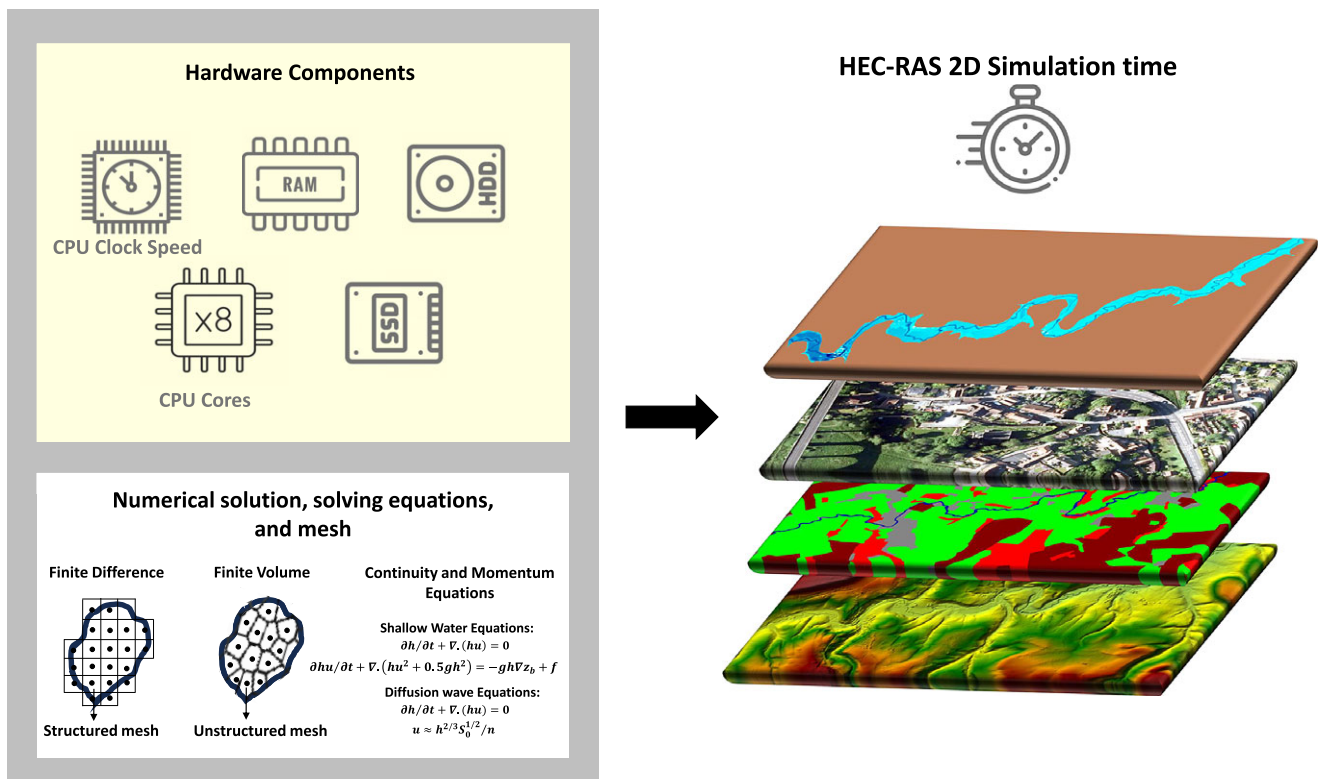 Hardware Components
RAM
HDD
CPU Clock Speed
x8
SSD
CPU Cores
Numerical solution, solving equations,
and mesh
Finite Difference
Structured mesh
Finite Volume
Unstructured mesh
Continuity and Momentum
Equations
Shallow Water Equations:
∂h/∂t + ∇.(hu) = 0
∂hu/∂t + ∇.(hu² + 0.5gh²) = −gh∇z_b + f
Diffusion wave Equations:
∂h/∂t + ∇.(hu) = 0
u ≈ h^{2/3}S_0^{1/2}/n
HEC-RAS 2D Simulation time